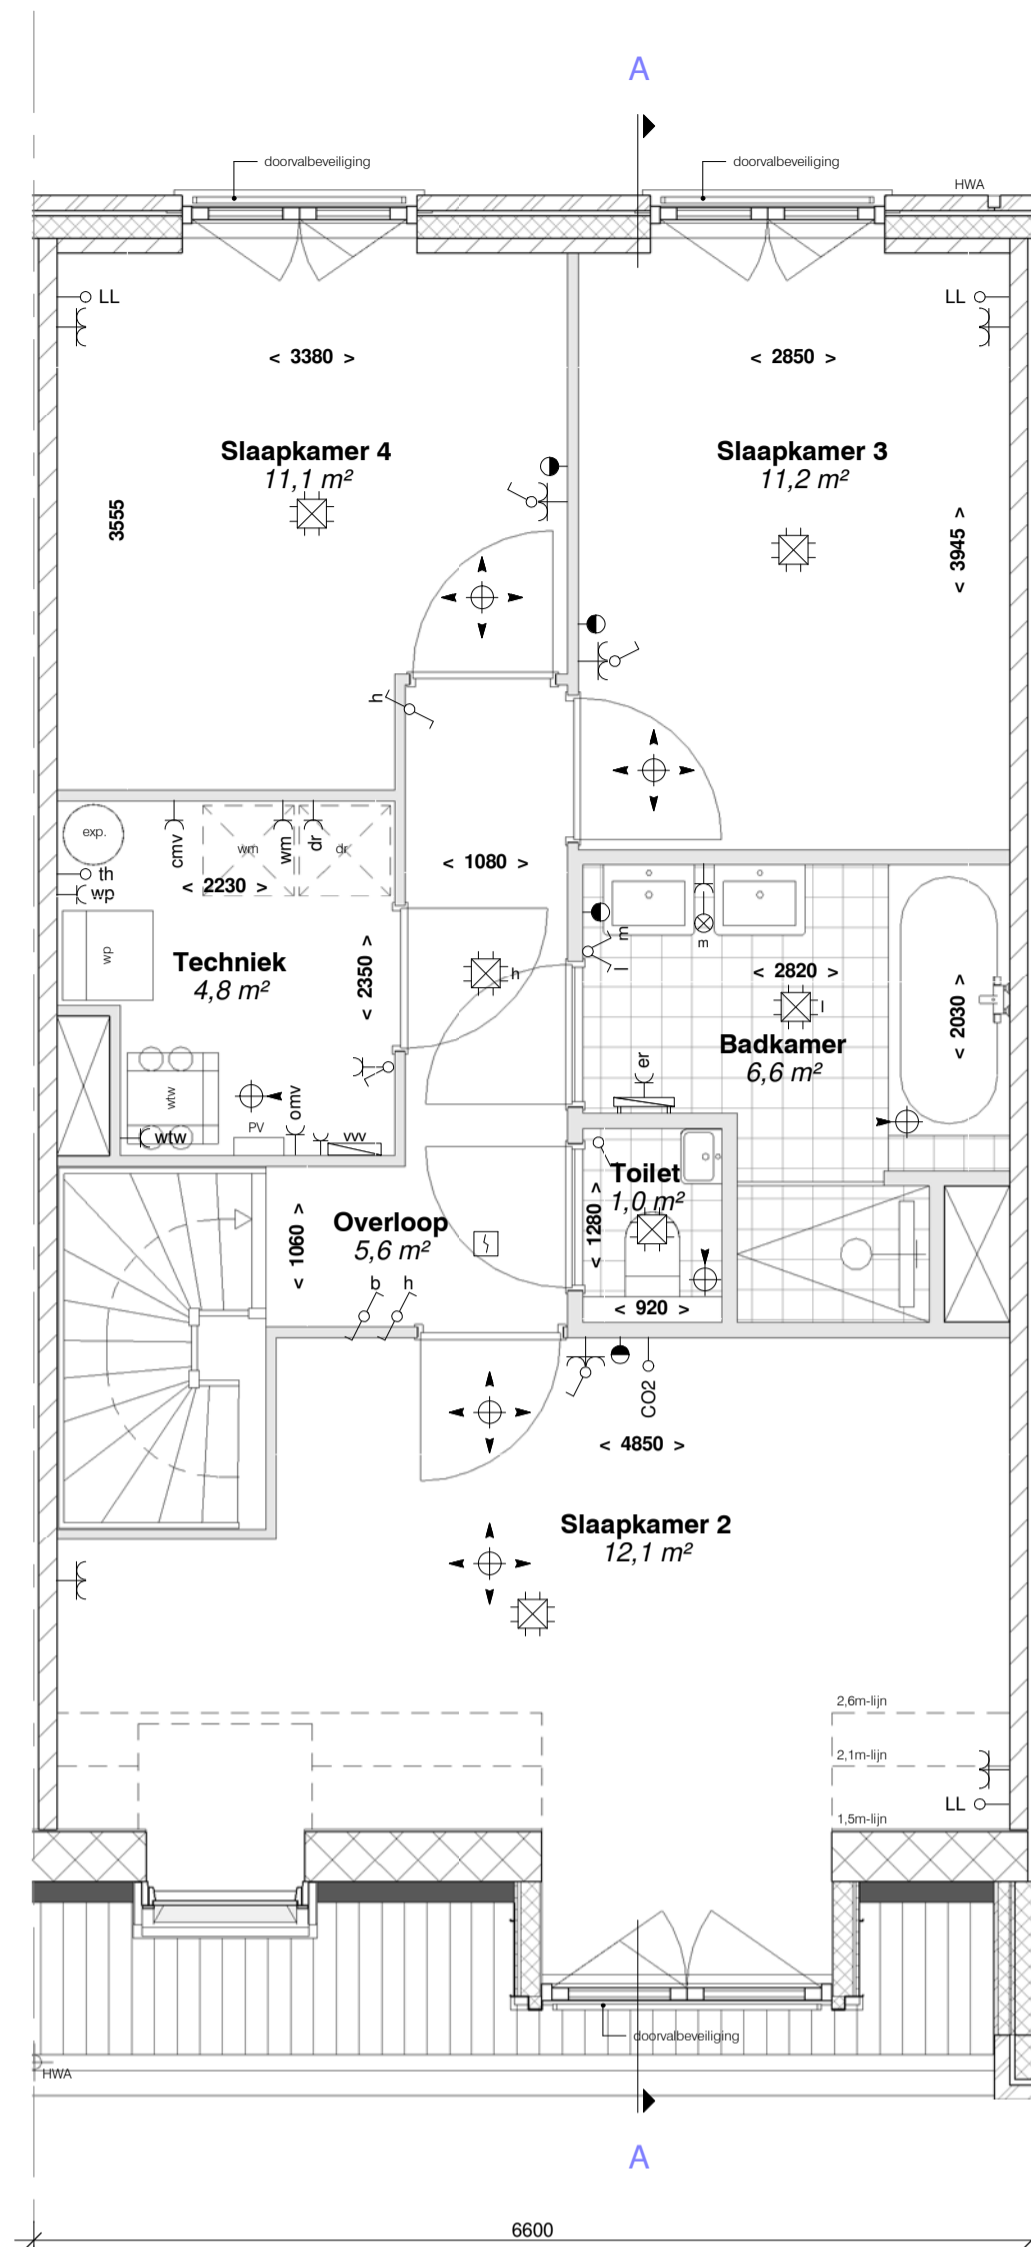 A
doorvalbeveiliging
doorvalbeveiliging
HWA
LL
LL
< 3380 >
< 2850 >
Slaapkamer 4
11,1 m²
Slaapkamer 3
11,2 m²
3555
< 3945 >
h
exp.
cmv
wm
wm
dr
dr
th
wp
< 2230 >
< 1080 >
wp
Techniek
4,8 m²
< 2350 >
h
m
l
m
< 2820 >
l
< 2030 >
Badkamer
6,6 m²
er
wtw
wtw
PV
omv
vvv
Toilet
1,0 m²
< 1280 >
< 920 >
Overloop
5,6 m²
< 1060 >
b
h
CO2
< 4850 >
Slaapkamer 2
12,1 m²
2,6m-lijn
2,1m-lijn
LL
1,5m-lijn
doorvalbeveiliging
HWA
A
6600